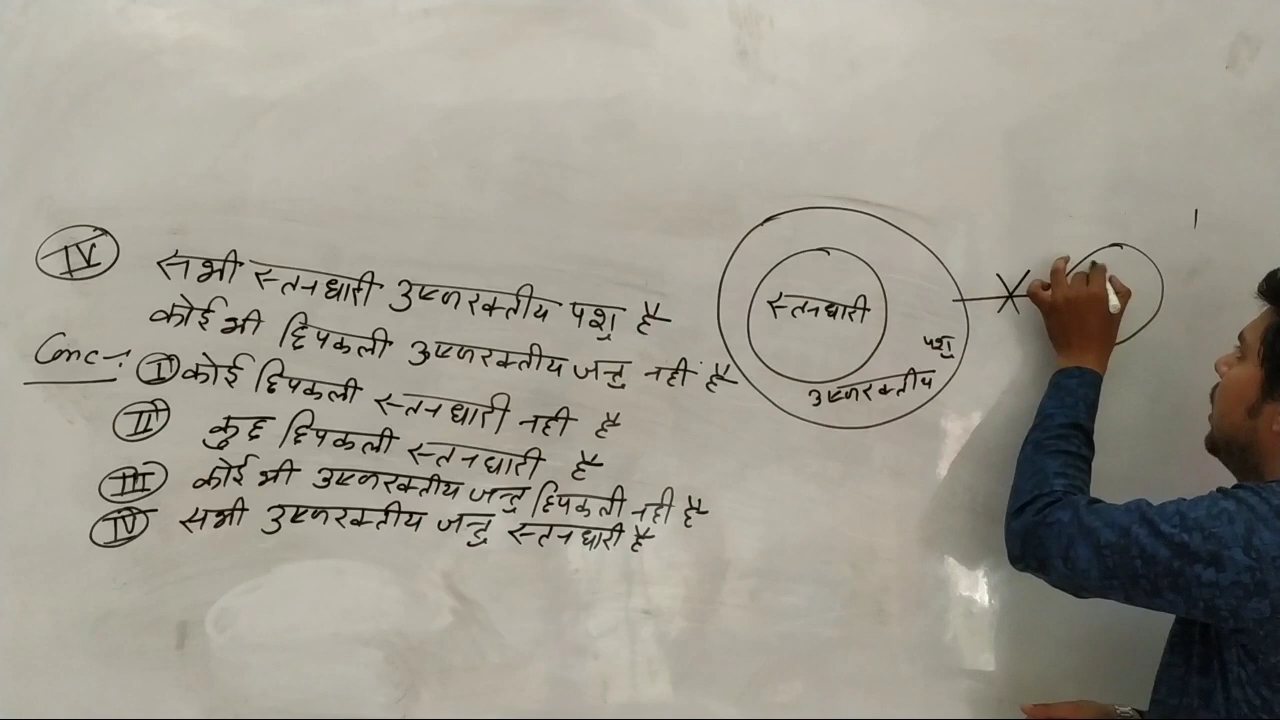 IV सभी स्तनधारी उष्णरक्तीय पशु है
कोई भी छिपकली उष्णरक्तीय जन्तु नहीं है
Conc-: I कोई छिपकली स्तनधारी नही है
II कुछ छिपकली स्तनधारी है
III कोई भी उष्णरक्तीय जन्तु छिपकली नही है
IV सभी उष्णरक्तीय जन्तु स्तनधारी है
स्तनधारी
पशु
उष्णरक्तीय